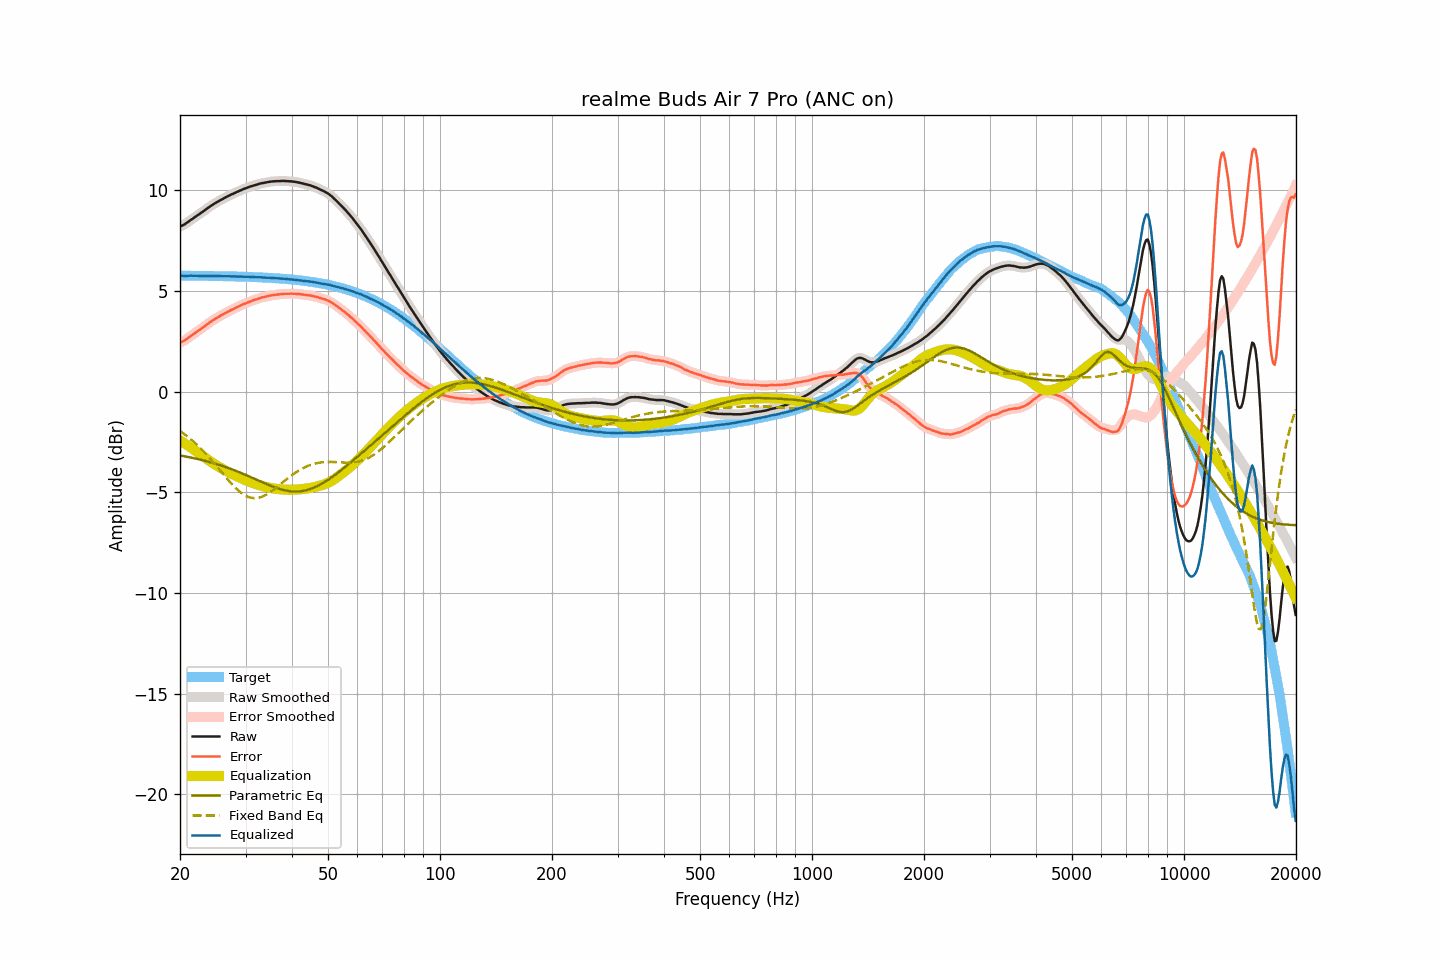 realme Buds Air 7 Pro (ANC on)
Amplitude (dBr)
10
5
0
−5
−10
−15
−20
Target
Raw Smoothed
Error Smoothed
Raw
Error
Equalization
Parametric Eq
Fixed Band Eq
Equalized
20 50 100 200 500 1000 2000 5000 10000 20000
Frequency (Hz)